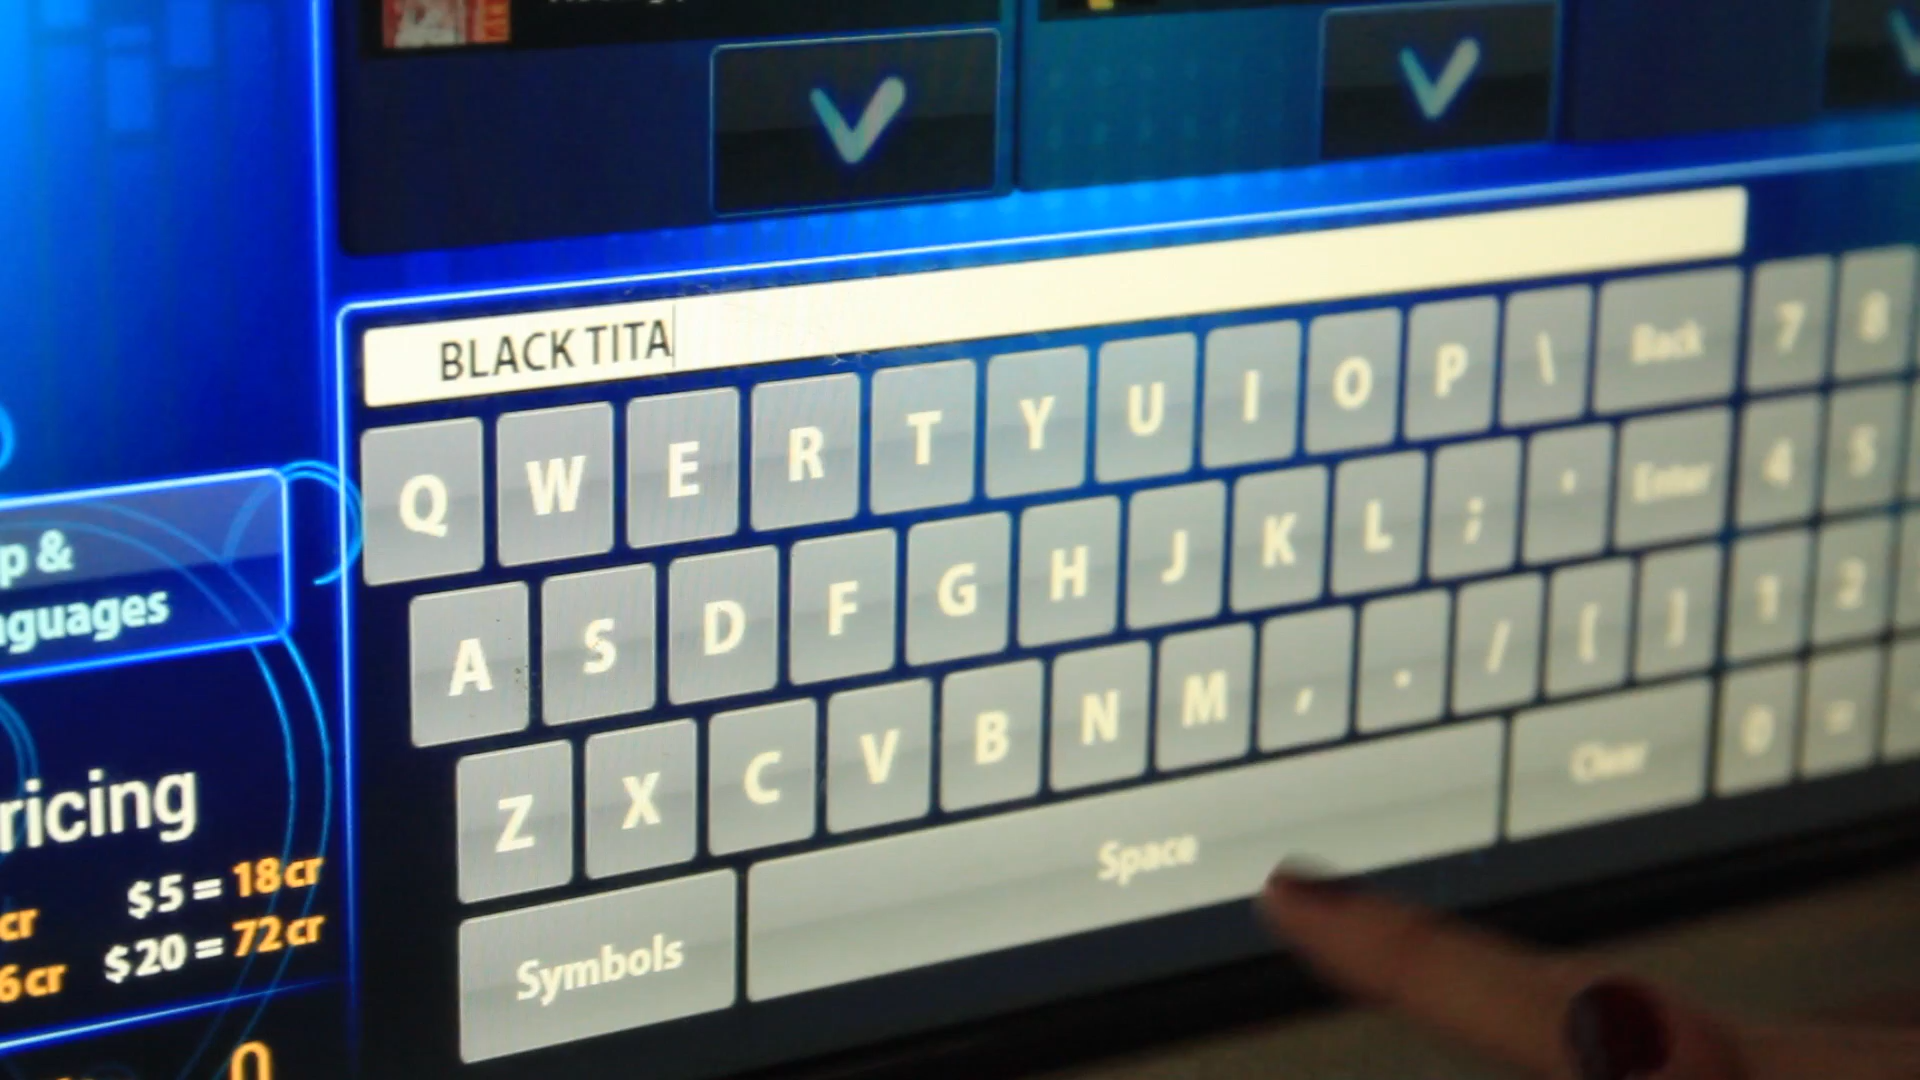 BLACK TITA
Q W E R T Y U I O P \ Back 7 8
A S D F G H J K L ; ' Enter 4 5
Z X C V B N M , . / [ ] 1 2
Symbols Space Clear 0
p &
nguages
ricing
$5 = 18cr
cr
$20 = 72cr
6cr
0